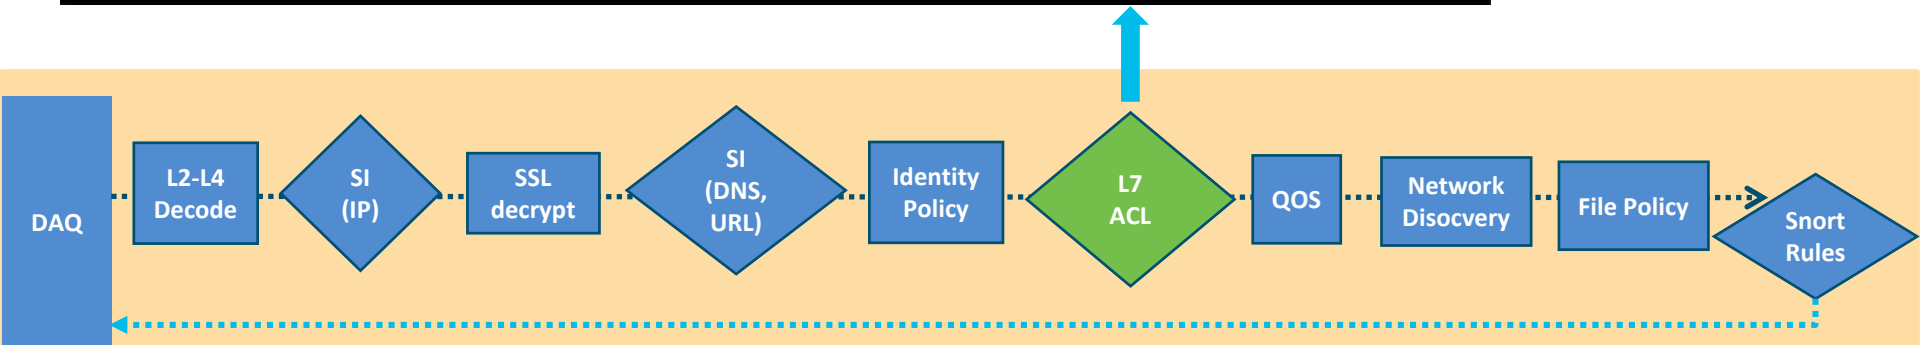 DAQ
L2-L4
Decode
SI
(IP)
SSL
decrypt
SI
(DNS,
URL)
Identity
Policy
L7
ACL
QOS
Network
Disocvery
File Policy
Snort
Rules